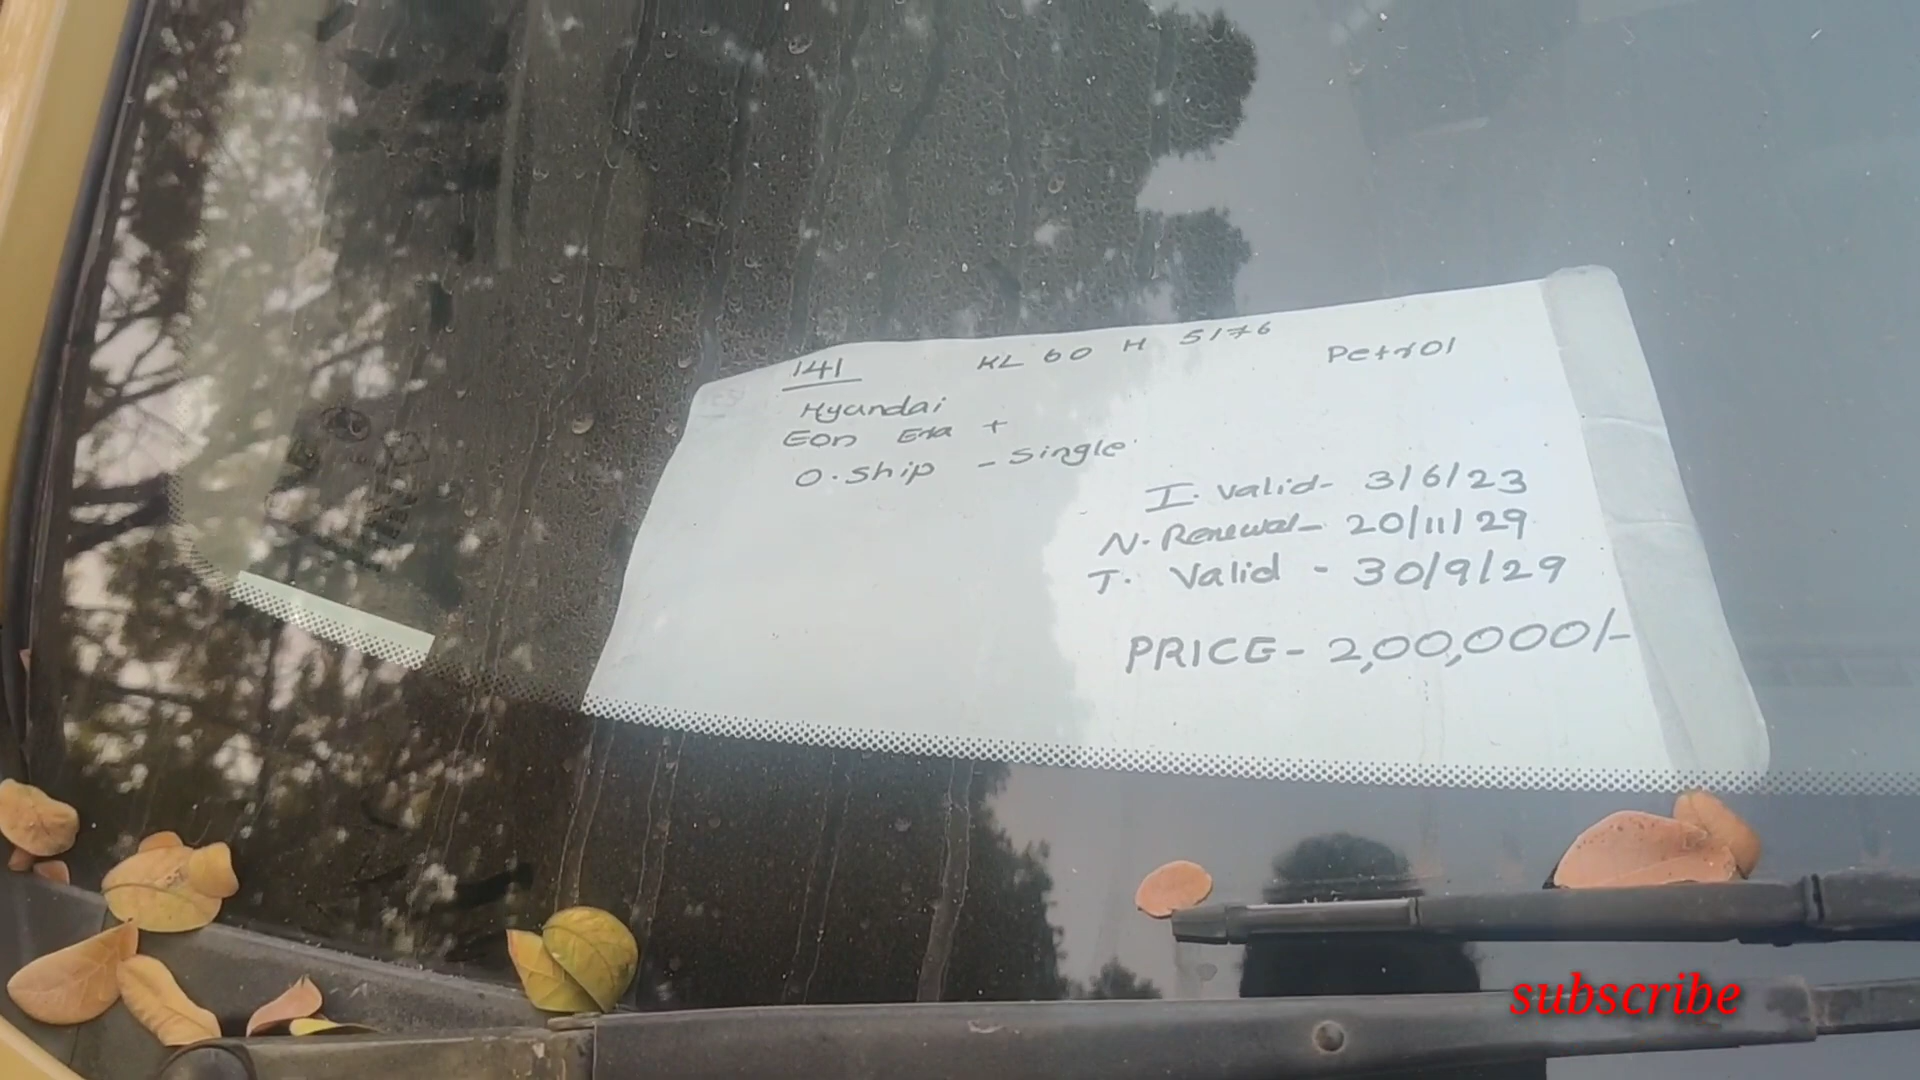 141 KL 60 H 5176 Petrol
Hyundai
Eon Era +
O.Ship - Single
I. Valid- 3/6/23
N. Renewal- 20/11/29
T. Valid - 30/9/29
PRICE- 2,00,000/-
subscribe